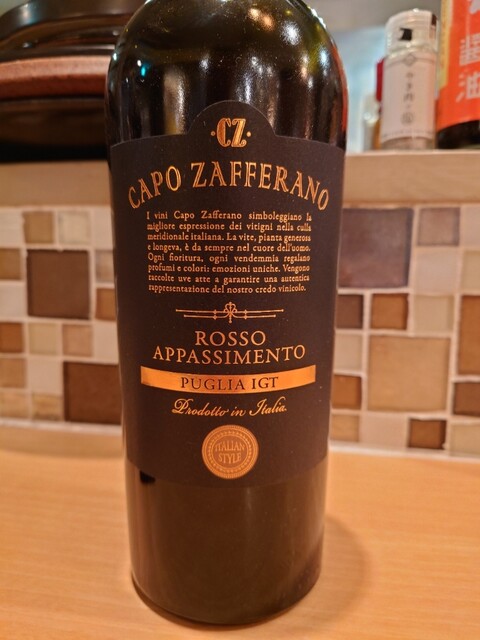 ·CZ·
CAPO ZAFFERANO
I vini Capo Zafferano simboleggiano la
migliore espressione dei vitigni nella culla
meridionale italiana. La vite, pianta generosa
e longeva, è da sempre nel cuore dell'uomo.
Ogni fioritura, ogni vendemmia regalano
profumi e colori: emozioni uniche. Vengono
raccolte uve atte a garantire una autentica
rappresentazione del nostro credo vinicolo.
ROSSO
APPASSIMENTO
PUGLIA IGT
Prodotto in Italia.
ITALIAN
STYLE
醤油